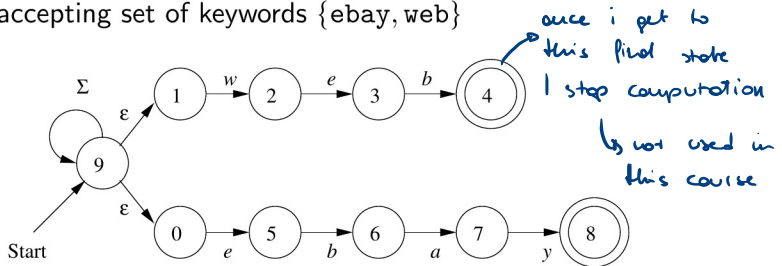 accepting set of keywords {ebay, web}
once i get to
this final state
I stop computation
↳ not used in
this course
Σ
ε
1
w
2
e
3
b
4
9
ε
0
e
5
b
6
a
7
y
8
Start